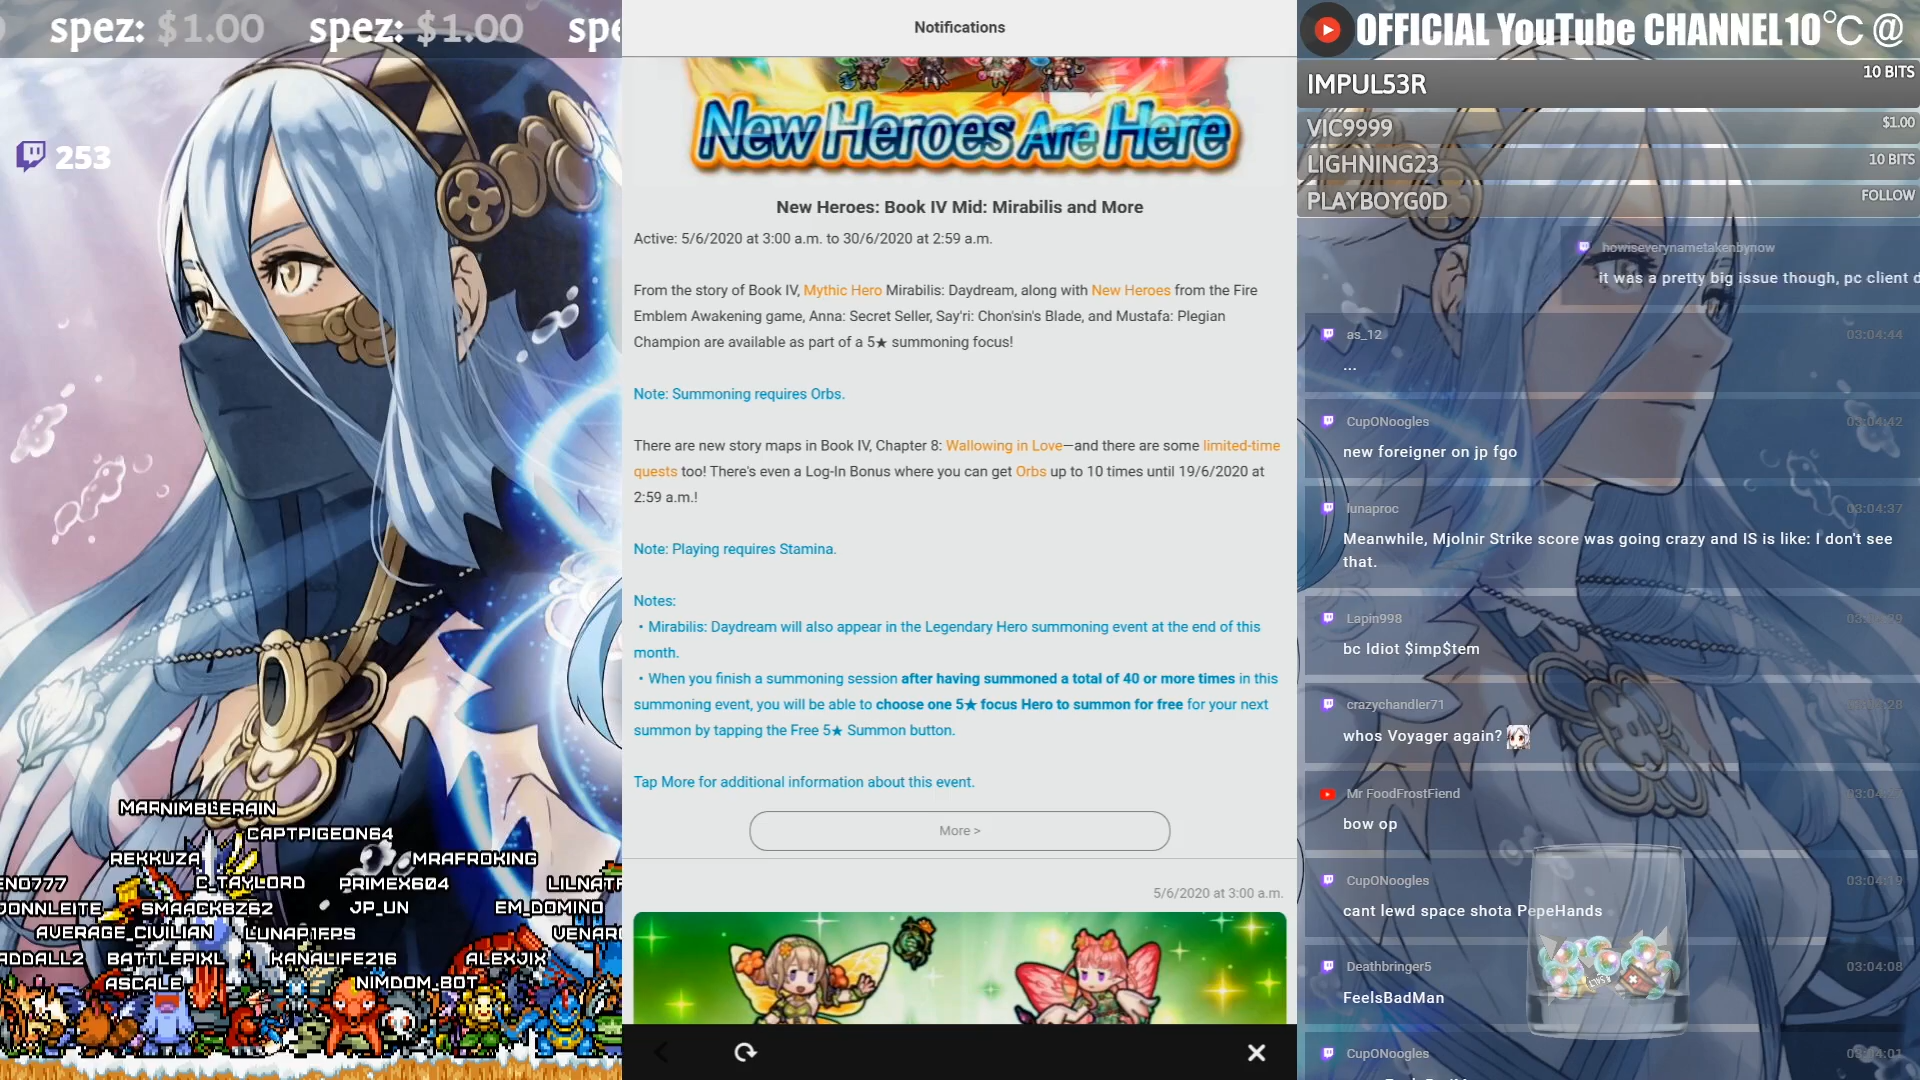 spez: $1.00 spez: $1.00 spe
253
MARNIMBLERAIN
CAPTPIGEON64
REKKUZA
MRAFROKING
ENO777
C_TAYLORD
PRIMEX604
LILNAT
JONNLEITE
SMAACKBZ62
JP_UN
EM_DOMINO
AVERAGE_CIVILIAN
LUNAP1EPS
VENAR
ADDALL2
BATTLEPIXL
KANALIFE216
ALEXJIX
ASCALE
NIMDOM_BOT
Notifications
New Heroes Are Here
New Heroes: Book IV Mid: Mirabilis and More
Active: 5/6/2020 at 3:00 a.m. to 30/6/2020 at 2:59 a.m.
From the story of Book IV, Mythic Hero Mirabilis: Daydream, along with New Heroes from the Fire
Emblem Awakening game, Anna: Secret Seller, Say'ri: Chon'sin's Blade, and Mustafa: Plegian
Champion are available as part of a 5★ summoning focus!
Note: Summoning requires Orbs.
There are new story maps in Book IV, Chapter 8: Wallowing in Love—and there are some limited-time
quests too! There's even a Log-In Bonus where you can get Orbs up to 10 times until 19/6/2020 at
2:59 a.m.!
Note: Playing requires Stamina.
Notes:
・Mirabilis: Daydream will also appear in the Legendary Hero summoning event at the end of this
month.
・When you finish a summoning session after having summoned a total of 40 or more times in this
summoning event, you will be able to choose one 5★ focus Hero to summon for free for your next
summon by tapping the Free 5★ Summon button.
Tap More for additional information about this event.
More >
5/6/2020 at 3:00 a.m.
OFFICIAL YouTube CHANNEL 10℃ @
IMPUL53R 10 BITS
VIC9999 $1.00
LIGHNING23 10 BITS
PLAYBOYG0D FOLLOW
howiseverynametakenbynow
it was a pretty big issue though, pc client d
as_12 03:04:44
...
CupONoogles 03:04:42
new foreigner on jp fgo
lunaproc 03:04:37
Meanwhile, Mjolnir Strike score was going crazy and IS is like: I don't see
that.
Lapin998
bc Idiot $imp$tem
crazychandler71
whos Voyager again?
Mr FoodFrostFiend
bow op
CupONoogles 03:04:19
cant lewd space shota PepeHands
Deathbringer5 03:04:08
FeelsBadMan
CupONoogles 03:04:01